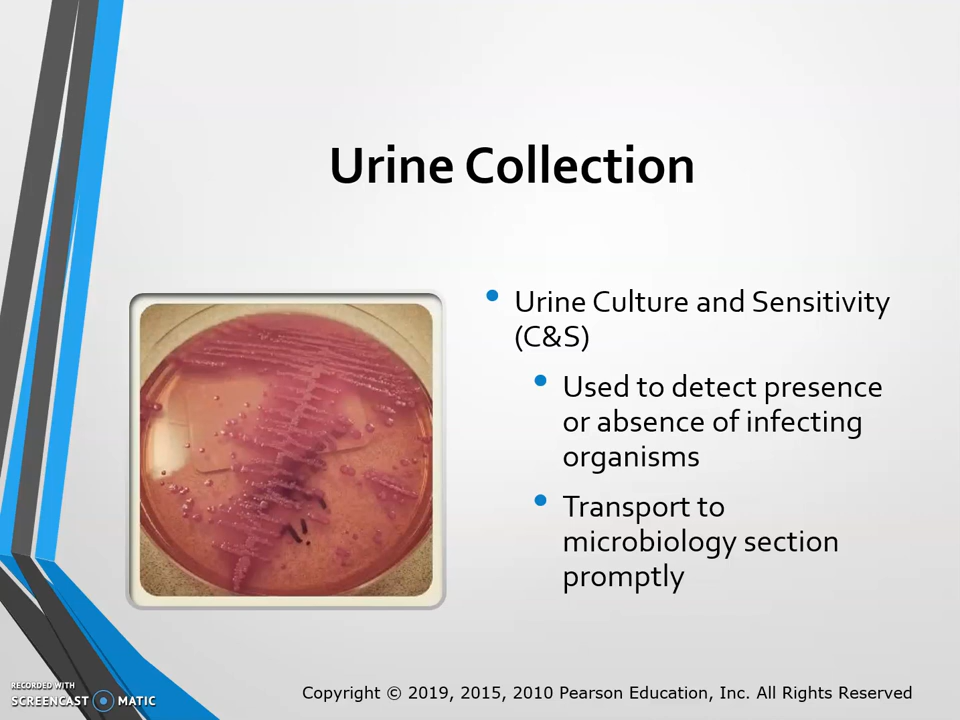 Urine Collection
Urine Culture and Sensitivity
(C&S)
Used to detect presence
or absence of infecting
organisms
Transport to
microbiology section
promptly
RECORDED WITH
SCREENCAST MATIC
Copyright © 2019, 2015, 2010 Pearson Education, Inc. All Rights Reserved